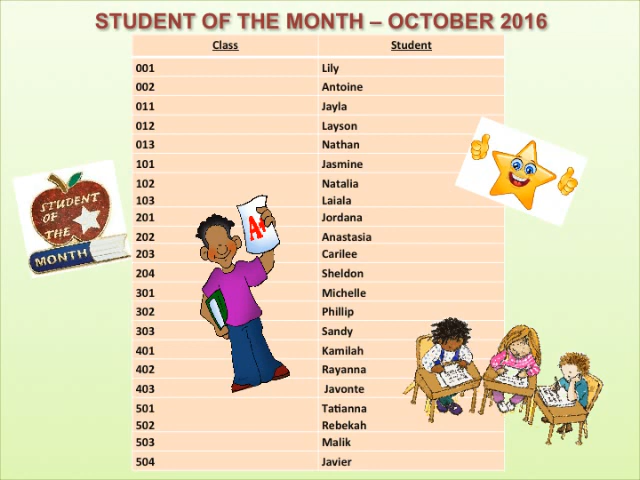 STUDENT OF THE MONTH – OCTOBER 2016
Class Student
001 Lily
002 Antoine
011 Jayla
012 Layson
013 Nathan
101 Jasmine
102 Natalia
103 Laiala
201 Jordana
202 Anastasia
203 Carilee
204 Sheldon
301 Michelle
302 Phillip
303 Sandy
401 Kamilah
402 Rayanna
403 Javonte
501 Tatianna
502 Rebekah
503 Malik
504 Javier
STUDENT
OF
THE
MONTH
A+